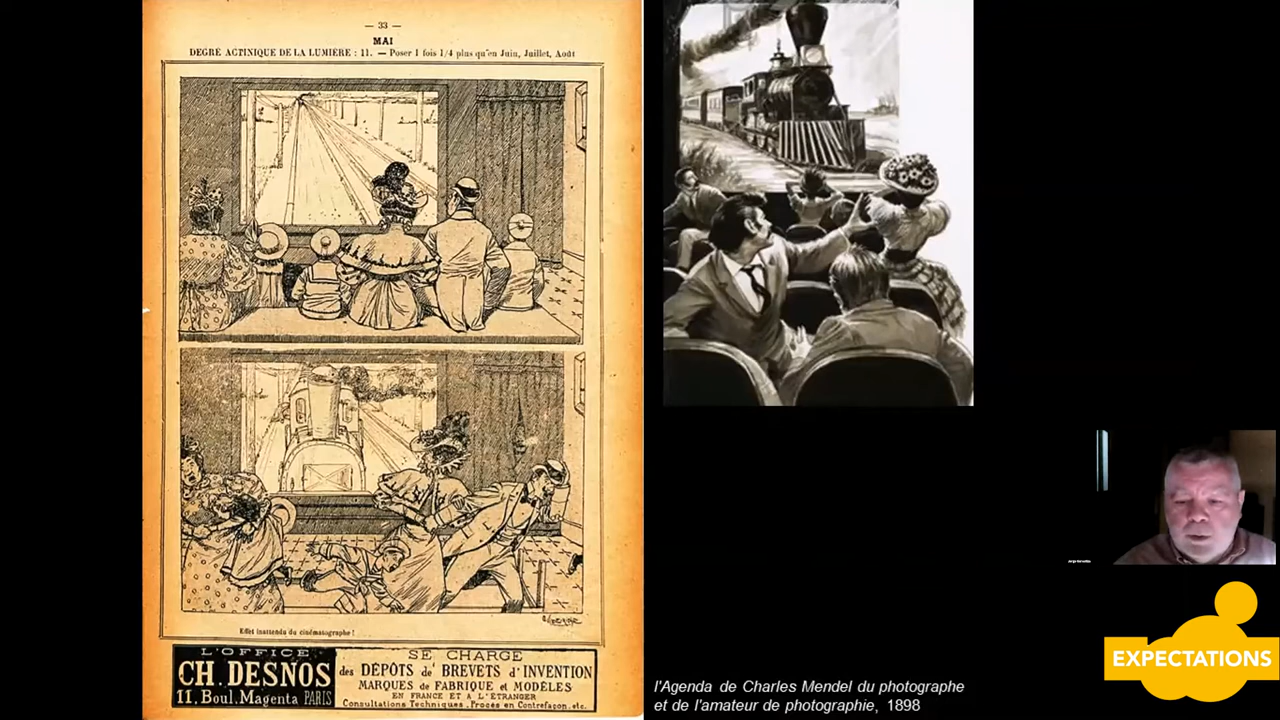 — 33 —
MAI
DEGRÉ ACTINIQUE DE LA LUMIÈRE : 11. — Poser 1 fois 1/4 plus qu'en Juin, Juillet, Août
Effet inattendu du cinématographe !
L'OFFICE
CH. DESNOS
11, Boul. Magenta PARIS
SE CHARGE
des DÉPÔTS de BREVETS d'INVENTION
MARQUES de FABRIQUE et MODÈLES
EN FRANCE ET A L'ÉTRANGER
Consultations Techniques, Procès en Contrefaçon, etc.
l'Agenda de Charles Mendel du photographe
et de l'amateur de photographie, 1898
EXPECTATIONS